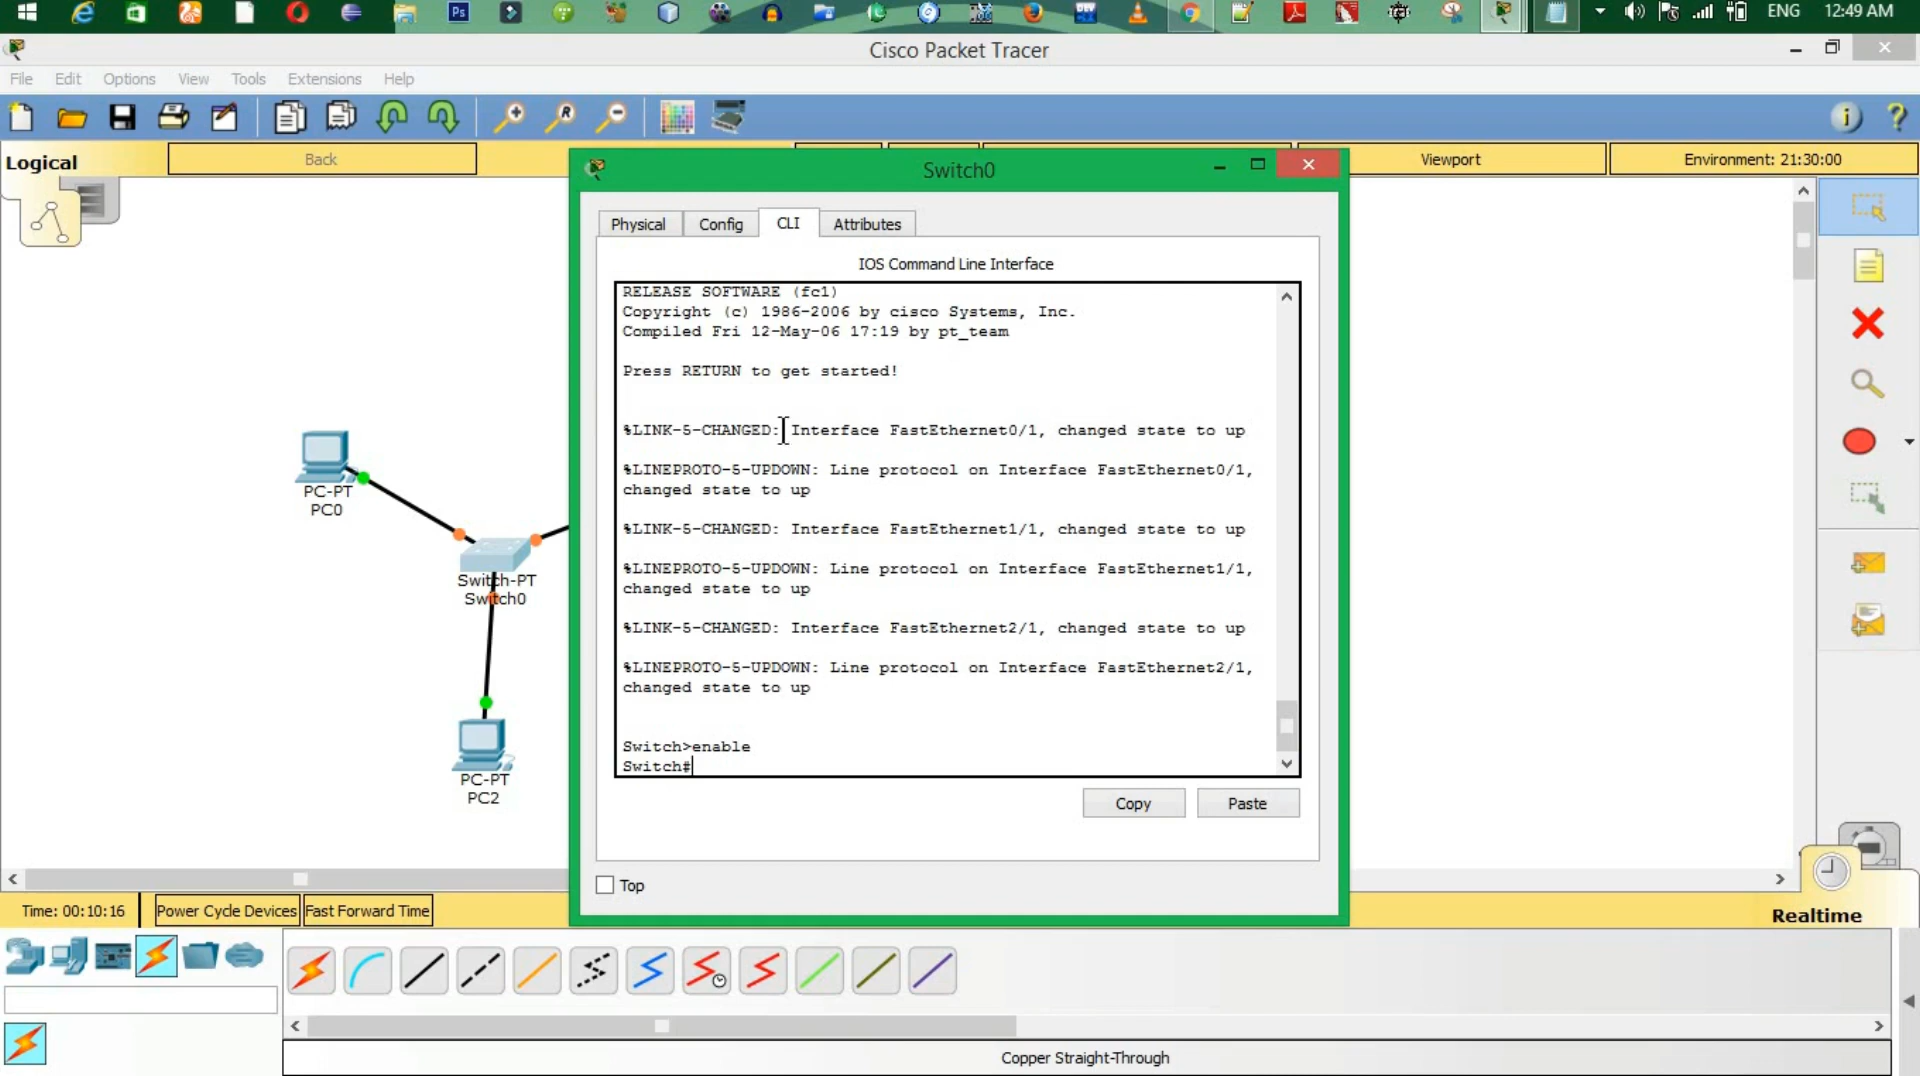 ENG
12:49 AM
Cisco Packet Tracer
File Edit Options View Tools Extensions Help
Logical
Back
Viewport
Environment: 21:30:00
Switch0
Physical Config CLI Attributes
IOS Command Line Interface
RELEASE SOFTWARE (fc1)
Copyright (c) 1986-2006 by cisco Systems, Inc.
Compiled Fri 12-May-06 17:19 by pt_team
Press RETURN to get started!
%LINK-5-CHANGED: Interface FastEthernet0/1, changed state to up
%LINEPROTO-5-UPDOWN: Line protocol on Interface FastEthernet0/1,
changed state to up
%LINK-5-CHANGED: Interface FastEthernet1/1, changed state to up
%LINEPROTO-5-UPDOWN: Line protocol on Interface FastEthernet1/1,
changed state to up
%LINK-5-CHANGED: Interface FastEthernet2/1, changed state to up
%LINEPROTO-5-UPDOWN: Line protocol on Interface FastEthernet2/1,
changed state to up
Switch>enable
Switch#
Copy Paste
Top
PC-PT
PC0
Switch-PT
Switch0
PC-PT
PC2
Time: 00:10:16
Power Cycle Devices
Fast Forward Time
Realtime
Copper Straight-Through